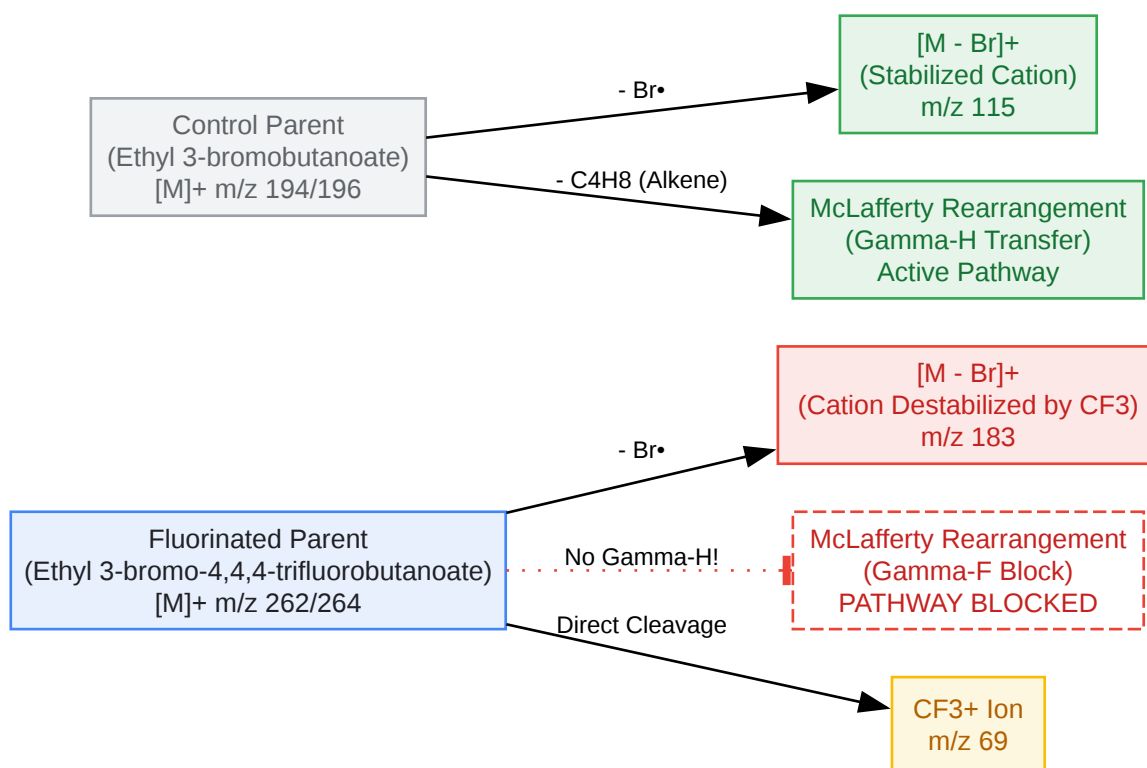 [M - Br]+
(Stabilized Cation)
m/z 115
- Br•
Control Parent
(Ethyl 3-bromobutanoate)
[M]+ m/z 194/196
- C4H8 (Alkene)
McLafferty Rearrangement
(Gamma-H Transfer)
Active Pathway
[M - Br]+
(Cation Destabilized by CF3)
m/z 183
- Br•
Fluorinated Parent
(Ethyl 3-bromo-4,4,4-trifluorobutanoate)
[M]+ m/z 262/264
No Gamma-H!
McLafferty Rearrangement
(Gamma-F Block)
PATHWAY BLOCKED
Direct Cleavage
CF3+ Ion
m/z 69